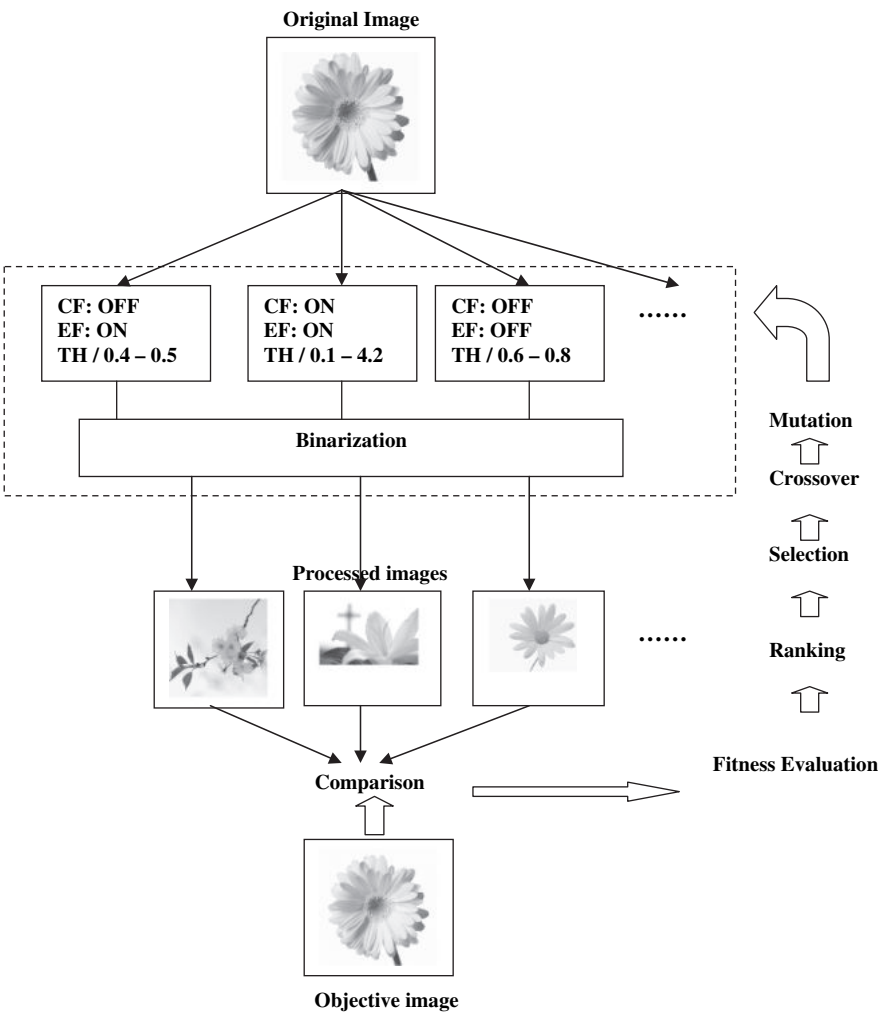 Original Image
CF: OFF
EF: ON
TH / 0.4 – 0.5
CF: ON
EF: ON
TH / 0.1 – 4.2
CF: OFF
EF: OFF
TH / 0.6 – 0.8
......
Binarization
Mutation
Crossover
Selection
Ranking
Fitness Evaluation
Processed images
......
Comparison
Objective image